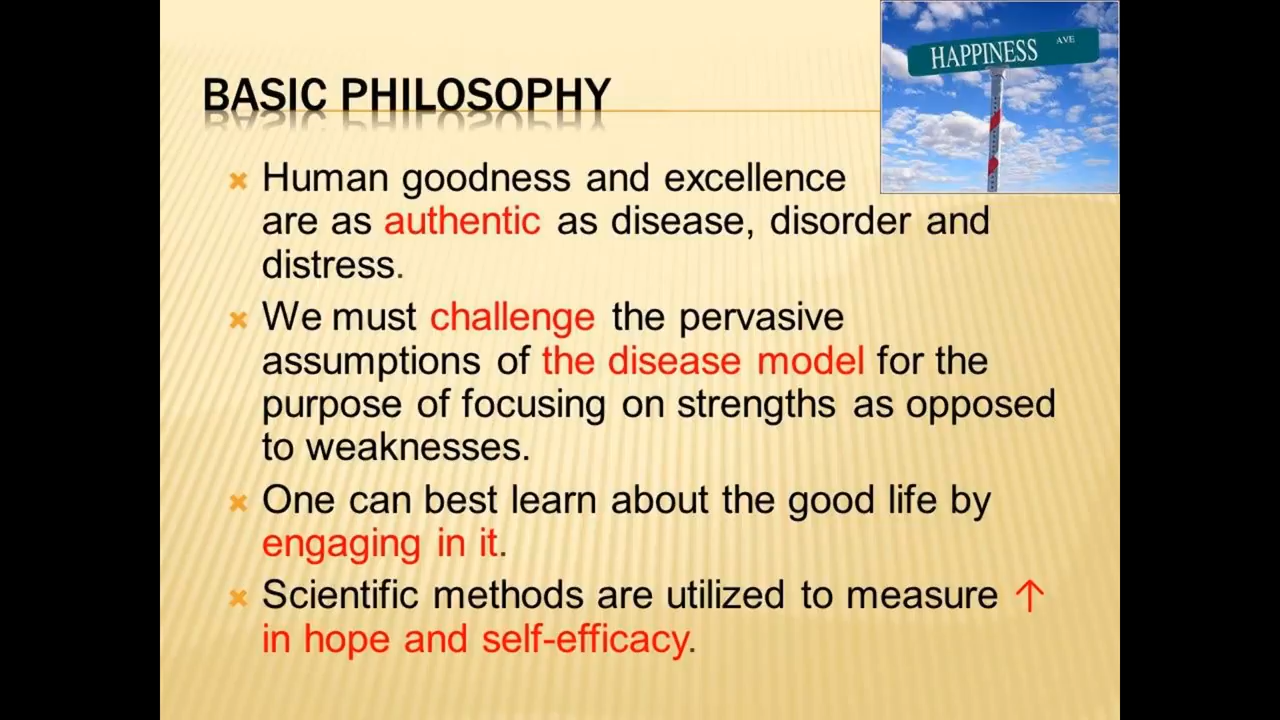 HAPPINESS AVE
BASIC PHILOSOPHY
Human goodness and excellence
are as authentic as disease, disorder and
distress.
We must challenge the pervasive
assumptions of the disease model for the
purpose of focusing on strengths as opposed
to weaknesses.
One can best learn about the good life by
engaging in it.
Scientific methods are utilized to measure ↑
in hope and self-efficacy.